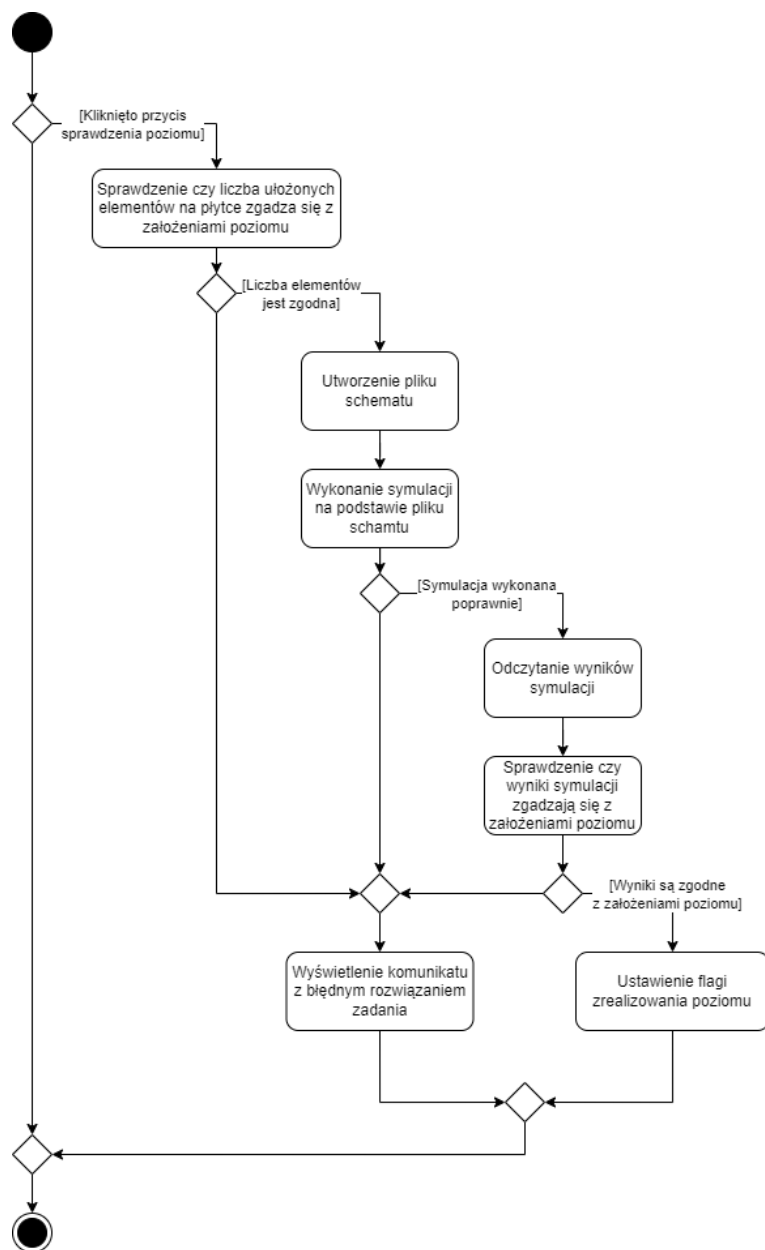 [Kliknięto przycis
sprawdzenia poziomu]
Sprawdzenie czy liczba ułożonych
elementów na płytce zgadza się z
założeniami poziomu
[Liczba elementów
jest zgodna]
Utworzenie pliku
schematu
Wykonanie symulacji
na podstawie pliku
schamtu
[Symulacja wykonana
poprawnie]
Odczytanie wyników
symulacji
Sprawdzenie czy
wyniki symulacji
zgadzają się z
założeniami poziomu
[Wyniki są zgodne
z założeniami poziomu]
Wyświetlenie komunikatu
z błędnym rozwiązaniem
zadania
Ustawienie flagi
zrealizowania poziomu